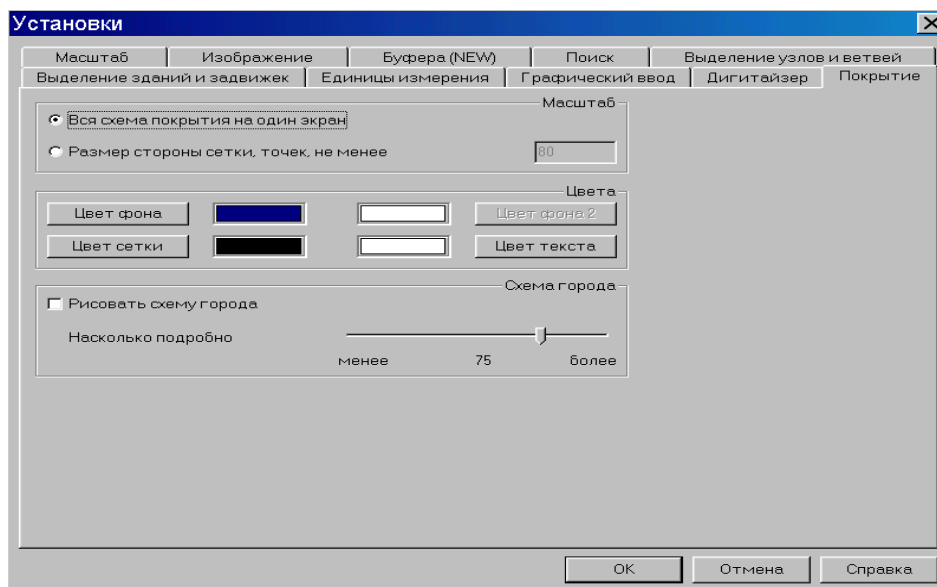 Установки
Масштаб Изображение Буфера (NEW) Поиск Выделение узлов и ветвей
Выделение зданий и задвижек Единицы измерения Графический ввод Дигитайзер Покрытие
Масштаб
Вся схема покрытия на один экран
Размер стороны сетки, точек, не менее 80
Цвета
Цвет фона Цвет фона 2
Цвет сетки Цвет текста
Схема города
Рисовать схему города
Насколько подробно
менее 75 более
OK Отмена Справка